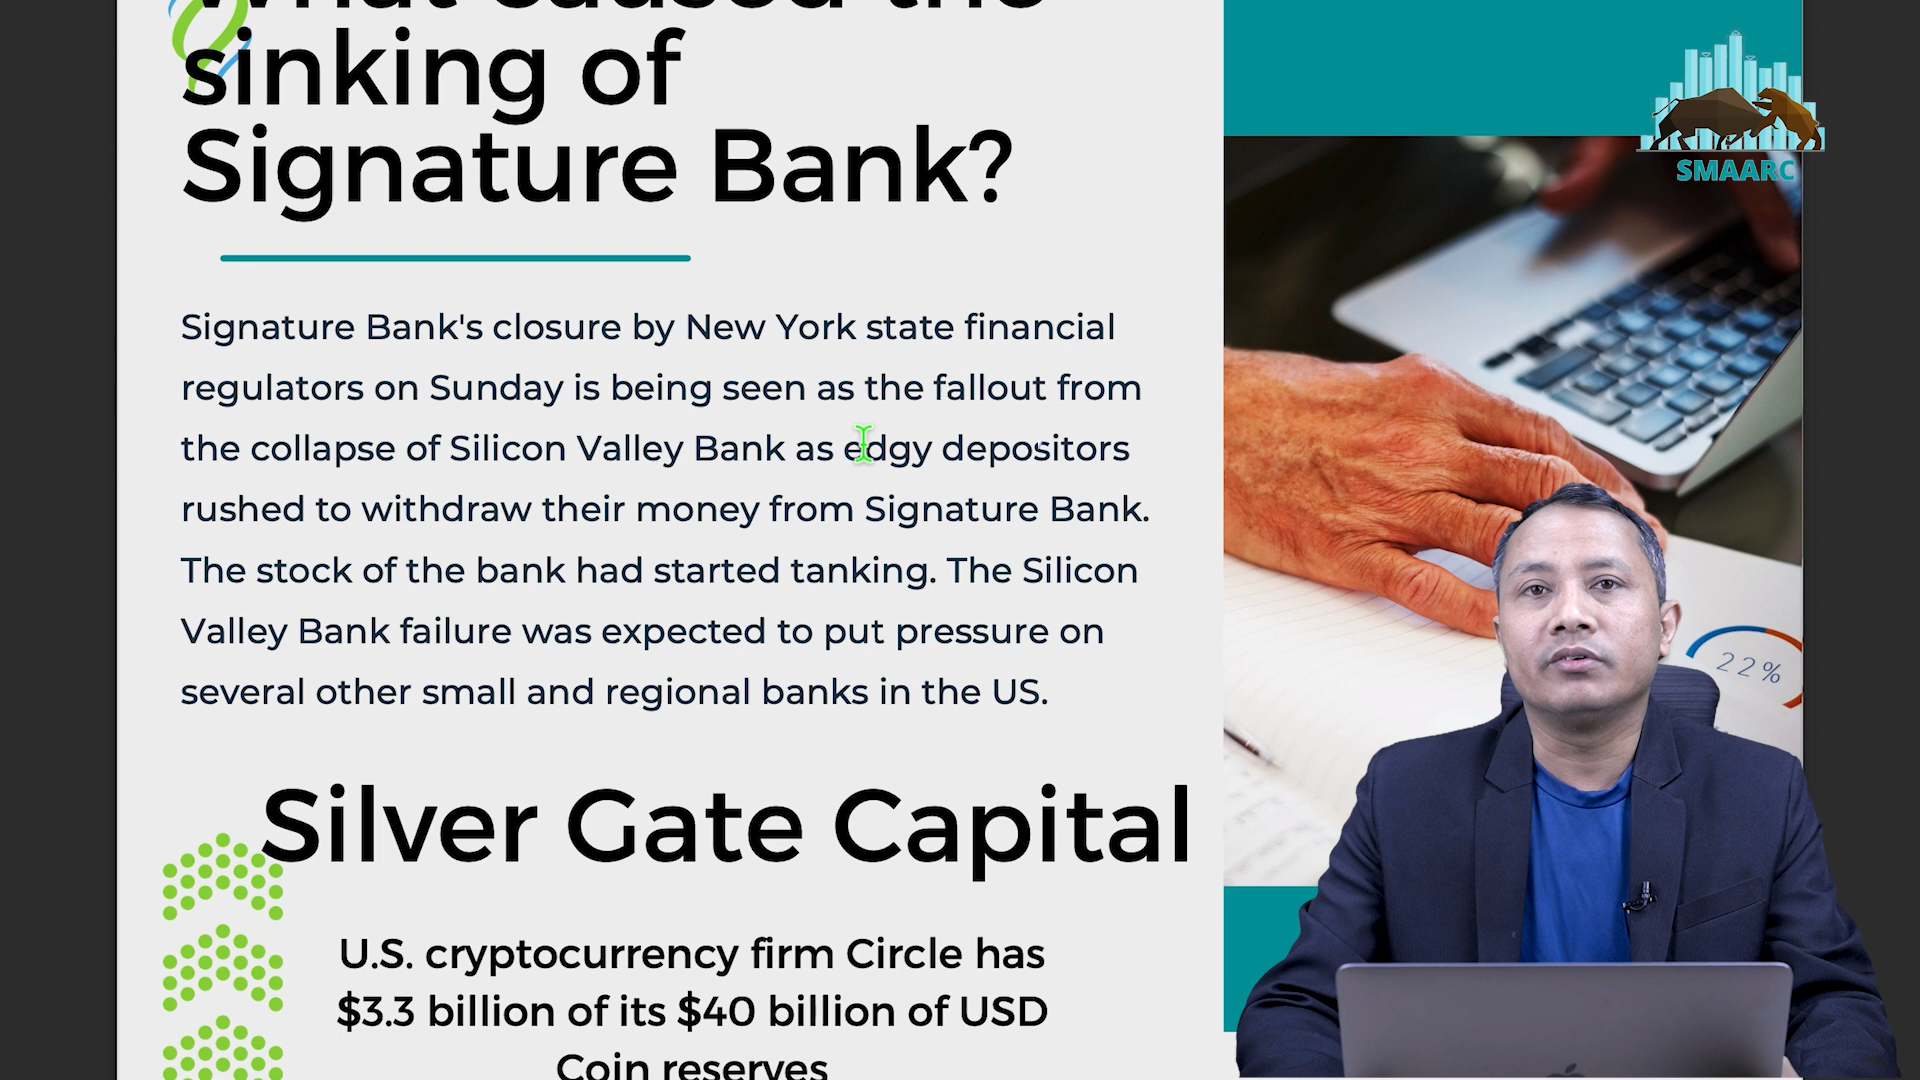 What caused the
sinking of
Signature Bank?
SMAARC
Signature Bank's closure by New York state financial
regulators on Sunday is being seen as the fallout from
the collapse of Silicon Valley Bank as edgy depositors
rushed to withdraw their money from Signature Bank.
The stock of the bank had started tanking. The Silicon
Valley Bank failure was expected to put pressure on
several other small and regional banks in the US.
22%
Silver Gate Capital
U.S. cryptocurrency firm Circle has
$3.3 billion of its $40 billion of USD
Coin reserves